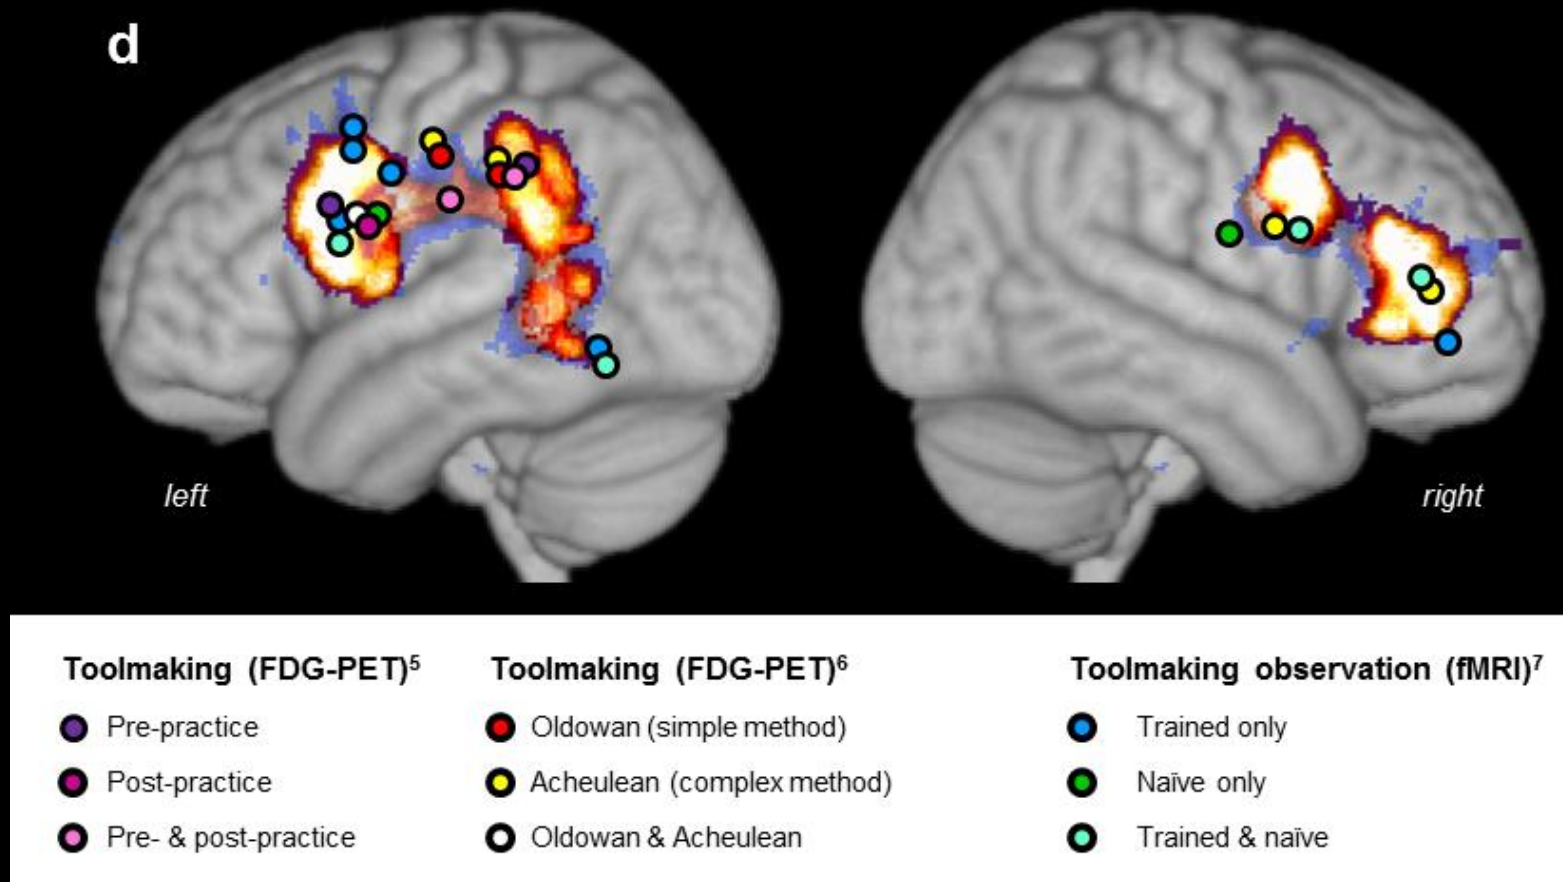 d
left
right
Toolmaking (FDG-PET)⁵
Pre-practice
Post-practice
Pre- & post-practice
Toolmaking (FDG-PET)⁶
Oldowan (simple method)
Acheulean (complex method)
Oldowan & Acheulean
Toolmaking observation (fMRI)⁷
Trained only
Naïve only
Trained & naïve